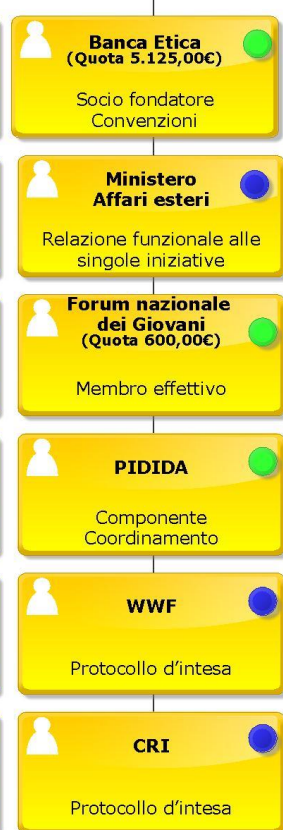 Banca Etica
(Quota 5.125,00€)
Socio fondatore
Convenzioni
Ministero
Affari esteri
Relazione funzionale alle
singole iniziative
Forum nazionale
dei Giovani
(Quota 600,00€)
Membro effettivo
PIDIDA
Componente
Coordinamento
WWF
Protocollo d'intesa
CRI
Protocollo d'intesa